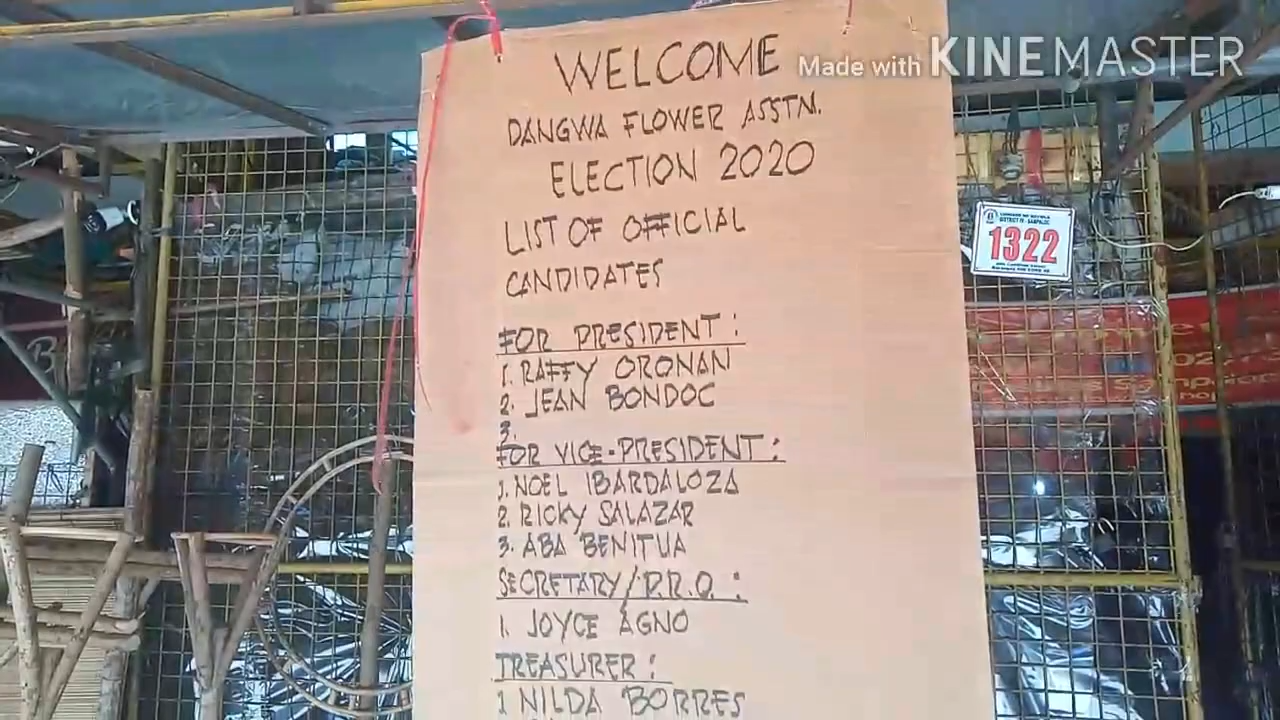 WELCOME
Made with KINEMASTER
DANGWA FLOWER ASSTN.
ELECTION 2020
LIST OF OFFICIAL
CANDIDATES
FOR PRESIDENT :
1. RAFFY ORONAN
2. JEAN BONDOC
3.
FOR VICE-PRESIDENT :
1. NOEL IBARDALOZA
2. RICKY SALAZAR
3. ABA BENITUA
SECRETARY/P.R.O. :
1. JOYCE AGNO
TREASURER :
1 NILDA BORRES
1322